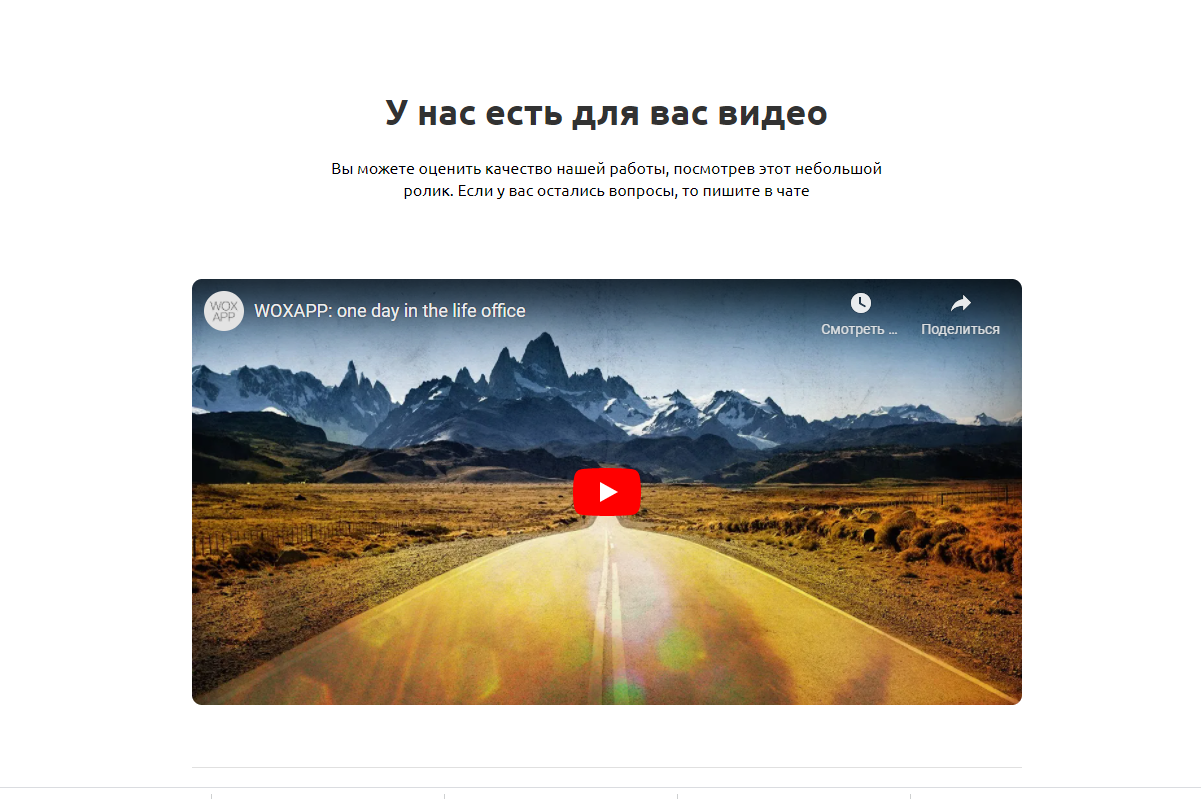 У нас есть для вас видео
Вы можете оценить качество нашей работы, посмотрев этот небольшой
ролик. Если у вас остались вопросы, то пишите в чате
WOX
APP
WOXAPP: one day in the life office
Смотреть ...
Поделиться